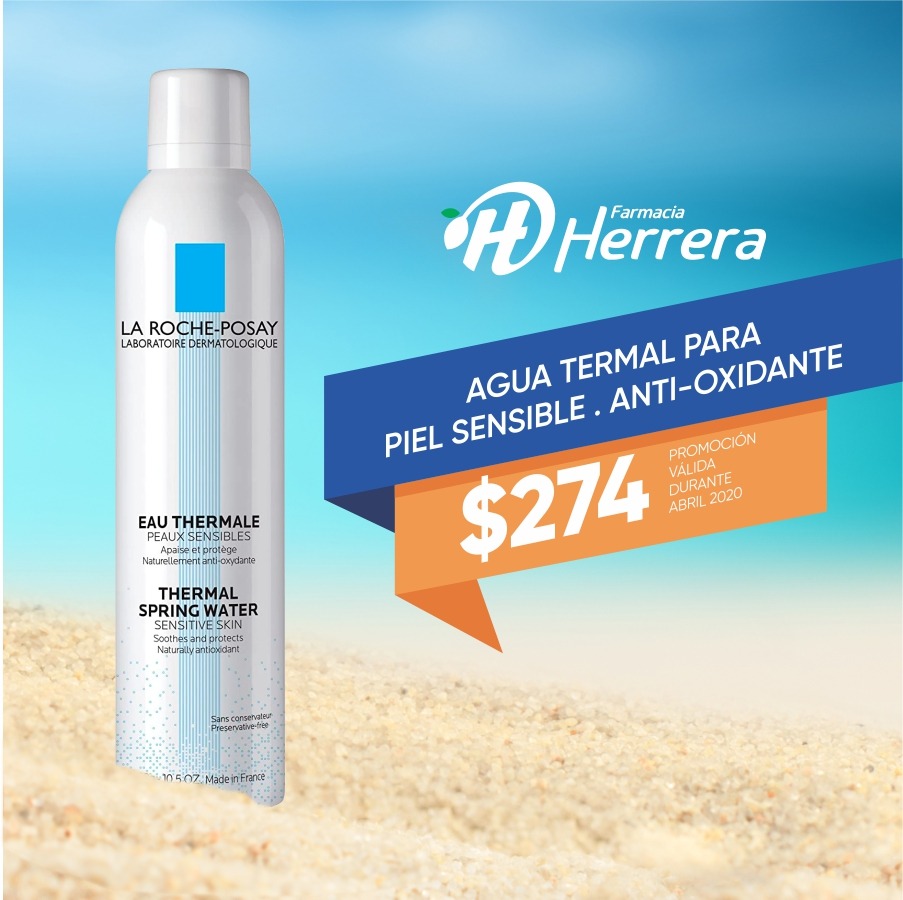 Farmacia
Herrera
AGUA TERMAL PARA
PIEL SENSIBLE . ANTI-OXIDANTE
$274
PROMOCIÓN
VÁLIDA
DURANTE
ABRIL 2020
LA ROCHE-POSAY
LABORATOIRE DERMATOLOGIQUE
EAU THERMALE
PEAUX SENSIBLES
Apaise et protège
Naturellement anti-oxydante
THERMAL
SPRING WATER
SENSITIVE SKIN
Soothes and protects
Naturally antioxidant
Sans conservateur
Preservative-free
10.5 OZ. Made in France